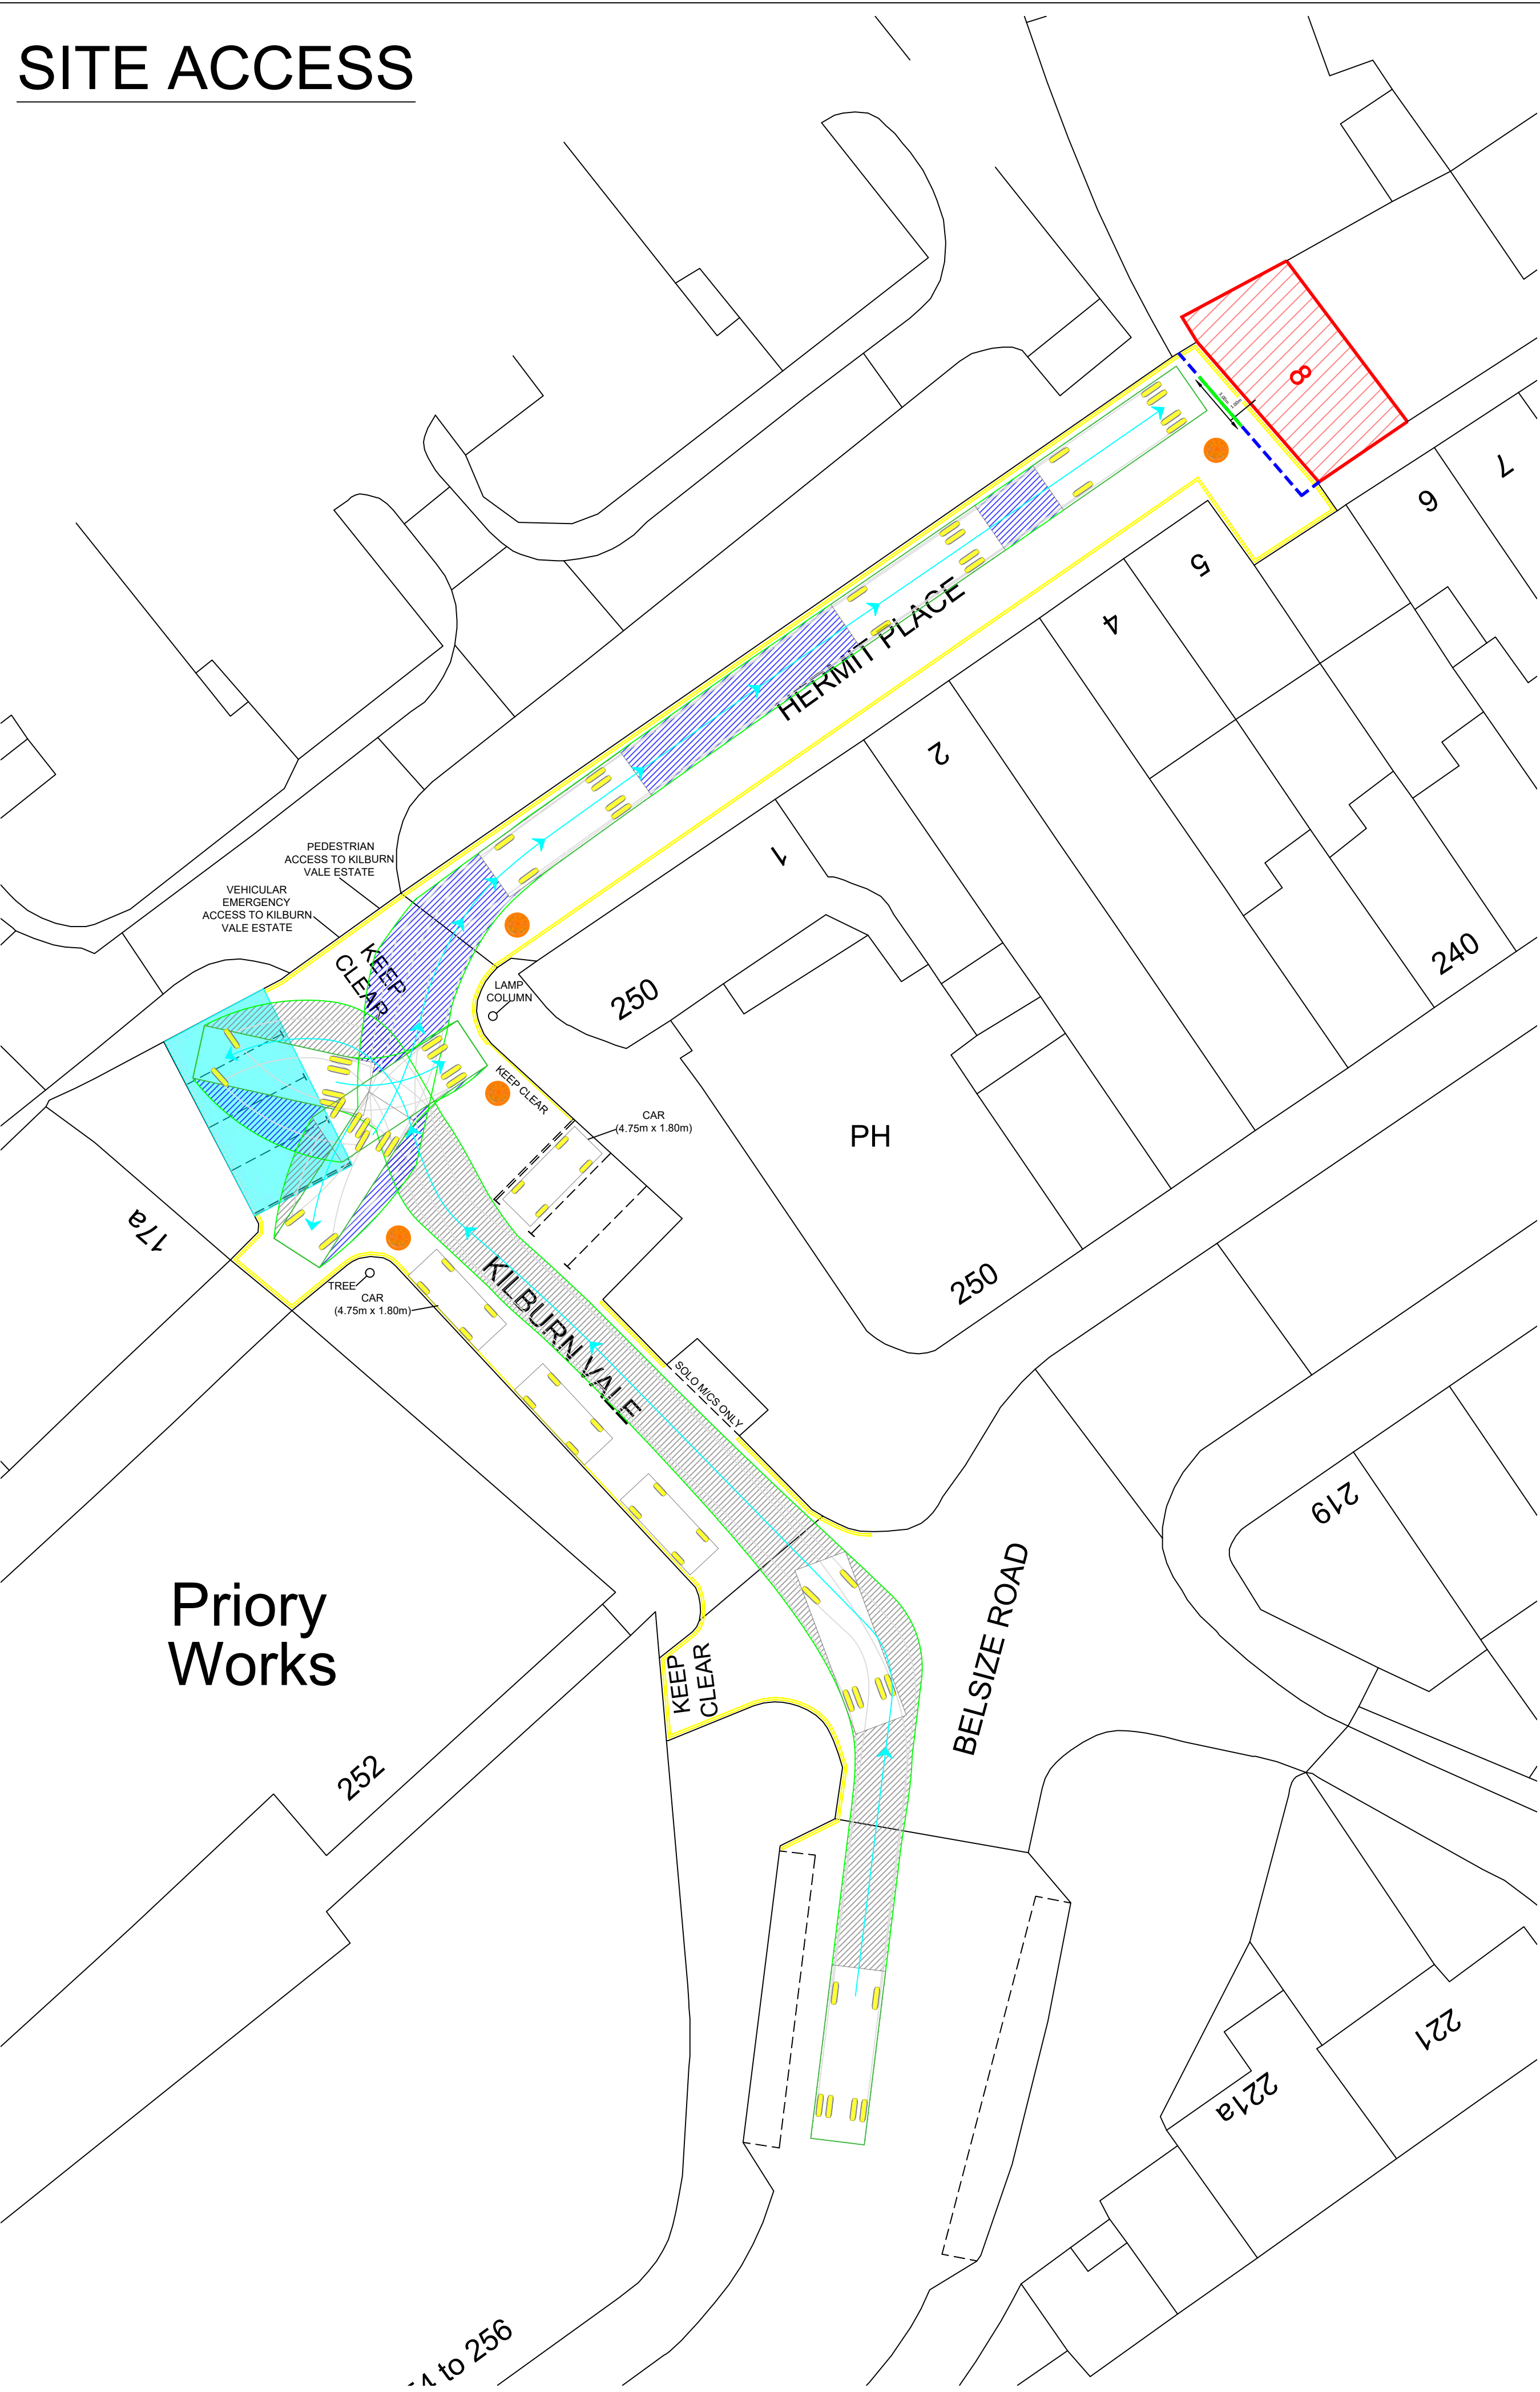 SITE ACCESS
8
7
6
5
4
HERMIT PLACE
2
1
PEDESTRIAN
ACCESS TO KILBURN
VALE ESTATE
VEHICULAR
EMERGENCY
ACCESS TO KILBURN
VALE ESTATE
KEEP
CLEAR
LAMP
COLUMN
250
240
KEEP CLEAR
CAR
(4.75m x 1.80m)
PH
17a
TREE
CAR
(4.75m x 1.80m)
KILBURN VALE
250
SOLO M/CS ONLY
219
Priory
Works
KEEP
CLEAR
BELSIZE ROAD
252
221
221a
to 256